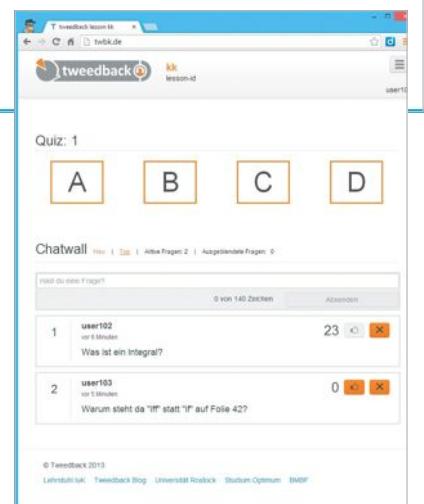 T tweedback lesson kk
twbk.de
tweedback
kk
lesson-id
Quiz: 1
A B C D
Chatwall Neu | Top | Aktive Fragen: 2 | Ausgeblendete Fragen: 0
Hast du eine Frage?
0 von 140 Zeichen Absenden
1 user102 23
vor 6 Minuten
Was ist ein Integral?
2 user103 0
vor 5 Minuten
Warum steht da "iff" statt "if" auf Folie 42?
© Tweedback 2013
Lehrstuhl IuK Tweedback Blog Universität Rostock Studium Optimum BMBF